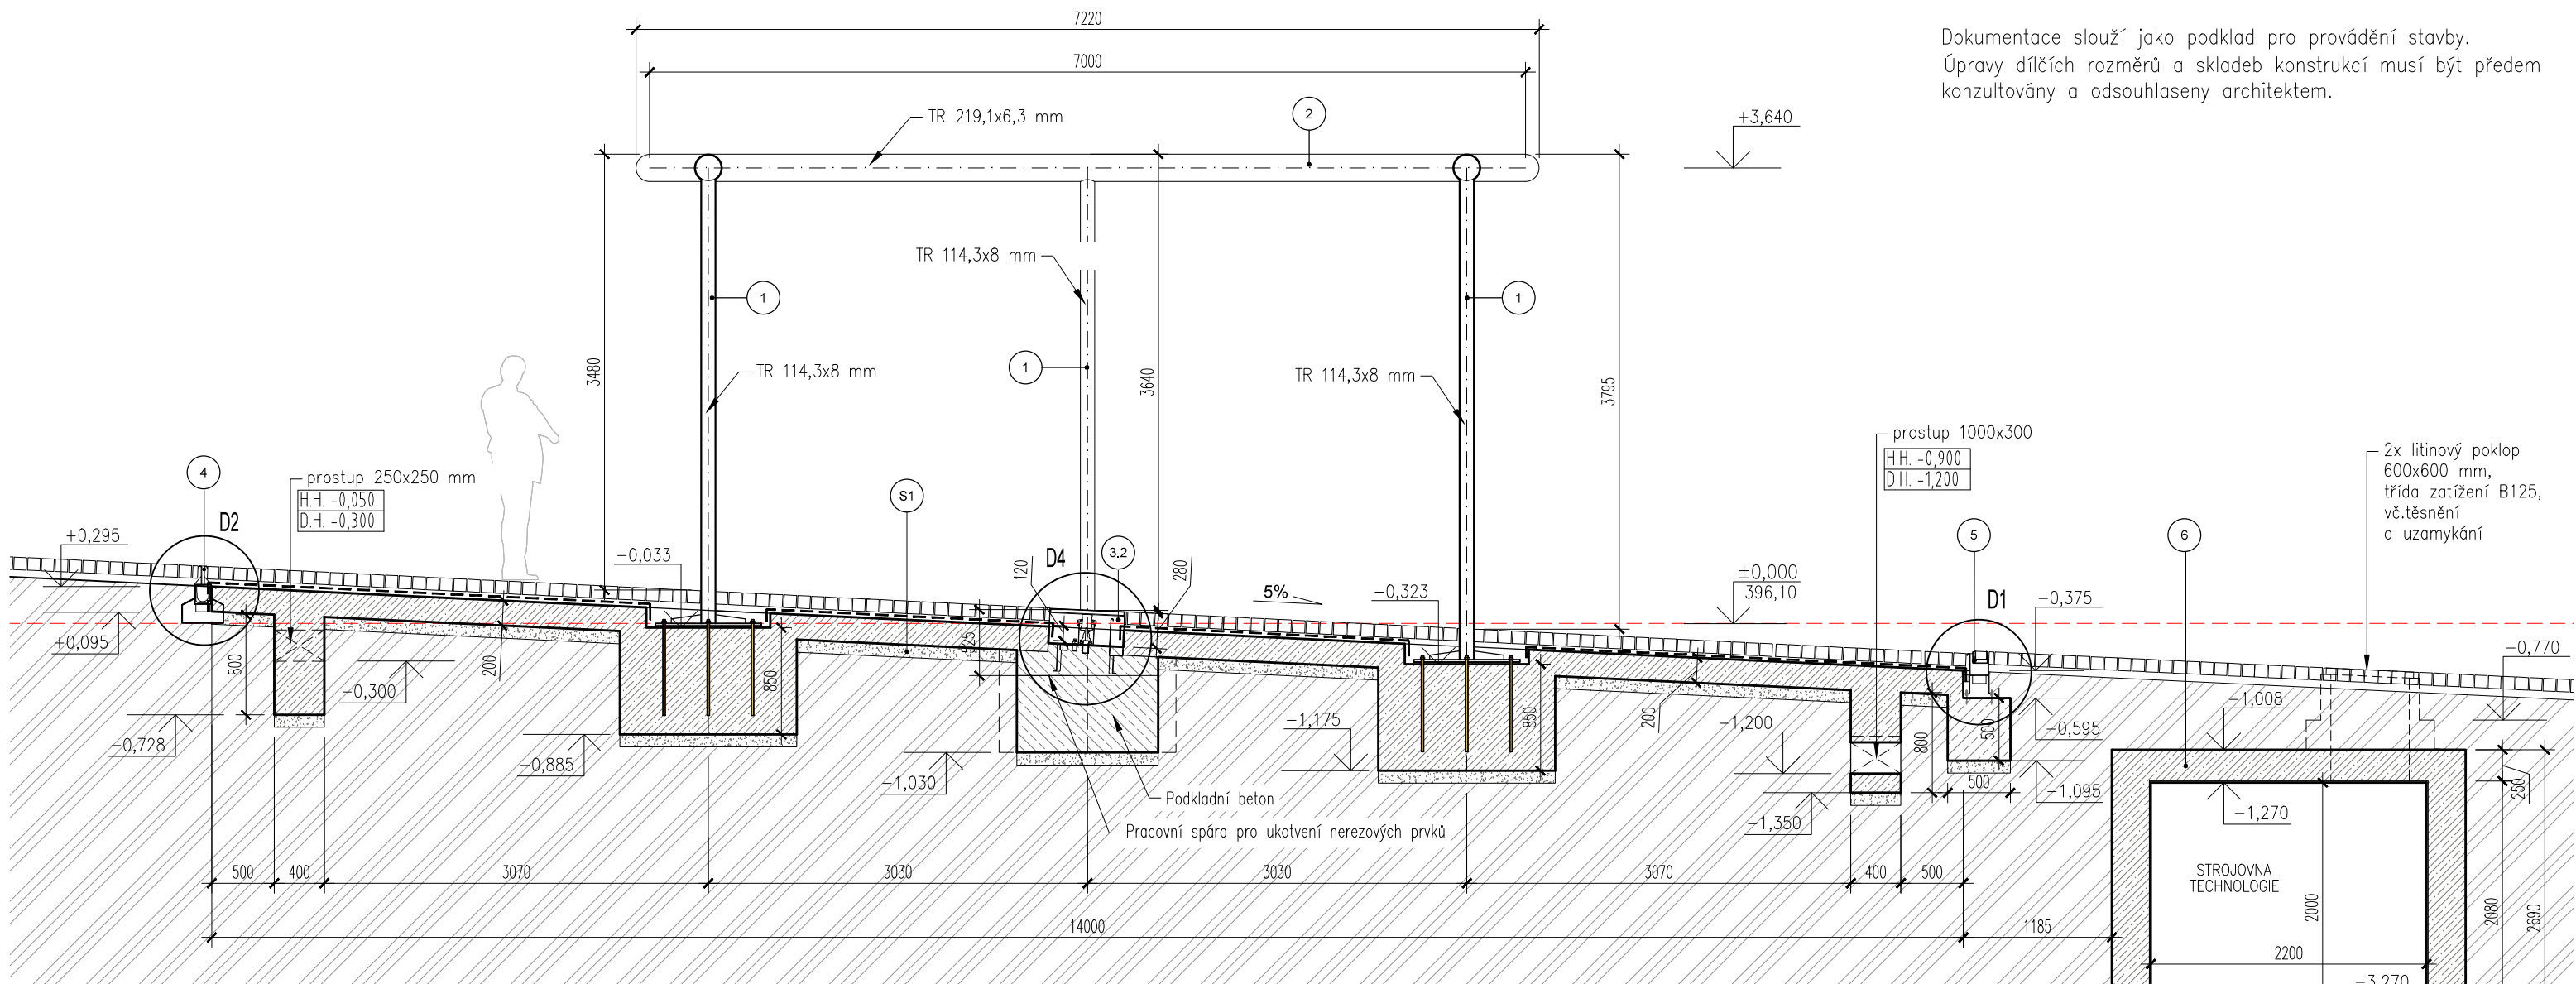 7220
7000
Dokumentace slouží jako podklad pro provádění stavby.
Úpravy dílčích rozměrů a skladeb konstrukcí musí být předem
konzultovány a odsouhlaseny architektem.
TR 219,1x6,3 mm
2
+3,640
TR 114,3x8 mm
1
1
3480
TR 114,3x8 mm
1
3640
TR 114,3x8 mm
3795
prostup 1000x300
H.H. -0,900
D.H. -1,200
2x litinový poklop
600x600 mm,
třída zatížení B125,
vč.těsnění
a uzamykání
4
prostup 250x250 mm
H.H. -0,050
D.H. -0,300
S1
D2
+0,295
-0,033
120
D4
3.2
280
5%
-0,323
±0,000
396,10
5
D1
6
-0,375
+0,095
800
-0,300
200
-0,728
-0,885
850
-1,030
-1,175
850
200
-1,200
800
500
-0,595
-0,770
-1,008
500
-1,095
250
-1,350
-1,270
Podkladní beton
Pracovní spára pro ukotvení nerezových prvků
500
400
3070
3030
3030
3070
400
500
STROJOVNA
TECHNOLOGIE
2000
2080
2690
14000
1185
2200
-3,270